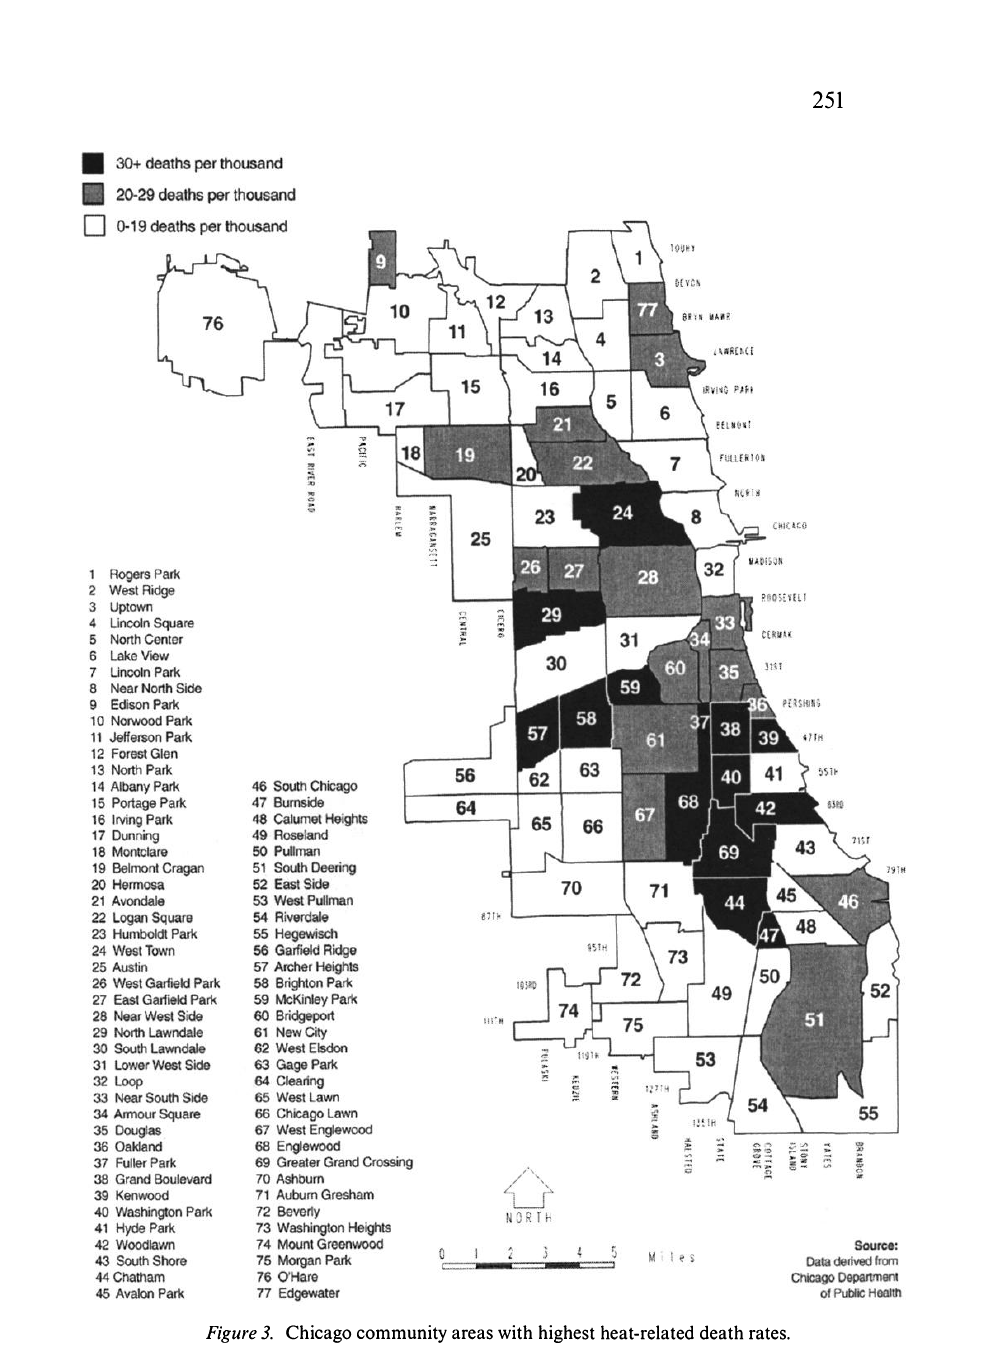 251
30+ deaths per thousand
20-29 deaths per thousand
0-19 deaths per thousand
TOUHY
DEVON
BRYN MAWR
LAWRENCE
IRVING PARK
BELMONT
FULLERTON
NORTH
CHICAGO
MADISON
ROOSEVELT
CERMAK
31ST
PERSHING
47TH
55TH
63RD
71ST
79TH
87TH
95TH
103RD
111TH
119TH
127TH
135TH
EAST RIVER ROAD
PACIFIC
HARLEM
NARRAGANSETT
CENTRAL
CICERO
PULASKI
KEDZIE
WESTERN
ASHLAND
HALSTED
STATE
COTTAGE GROVE
STONY ISLAND
YATES
BRANDON
9
1
2
76
10
12
77
13
11
4
3
14
15
16
5
6
17
21
18
19
20
22
7
23
24
8
25
26
27
28
32
29
33
31
34
30
60
35
59
36
57
58
37
38
39
61
56
62
63
40
41
64
68
42
65
66
67
69
43
70
71
44
45
46
48
47
73
72
50
49
52
74
75
51
53
54
55
1 Rogers Park
2 West Ridge
3 Uptown
4 Lincoln Square
5 North Center
6 Lake View
7 Lincoln Park
8 Near North Side
9 Edison Park
10 Norwood Park
11 Jefferson Park
12 Forest Glen
13 North Park
14 Albany Park
15 Portage Park
16 Irving Park
17 Dunning
18 Montclare
19 Belmont Cragan
20 Hermosa
21 Avondale
22 Logan Square
23 Humboldt Park
24 West Town
25 Austin
26 West Garfield Park
27 East Garfield Park
28 Near West Side
29 North Lawndale
30 South Lawndale
31 Lower West Side
32 Loop
33 Near South Side
34 Armour Square
35 Douglas
36 Oakland
37 Fuller Park
38 Grand Boulevard
39 Kenwood
40 Washington Park
41 Hyde Park
42 Woodlawn
43 South Shore
44 Chatham
45 Avalon Park
46 South Chicago
47 Burnside
48 Calumet Heights
49 Roseland
50 Pullman
51 South Deering
52 East Side
53 West Pullman
54 Riverdale
55 Hegewisch
56 Garfield Ridge
57 Archer Heights
58 Brighton Park
59 McKinley Park
60 Bridgeport
61 New City
62 West Elsdon
63 Gage Park
64 Clearing
65 West Lawn
66 Chicago Lawn
67 West Englewood
68 Englewood
69 Greater Grand Crossing
70 Ashburn
71 Auburn Gresham
72 Beverly
73 Washington Heights
74 Mount Greenwood
75 Morgan Park
76 O'Hare
77 Edgewater
NORTH
0 1 2 3 4 5 Miles
Source:
Data derived from
Chicago Department
of Public Health
Figure 3. Chicago community areas with highest heat-related death rates.